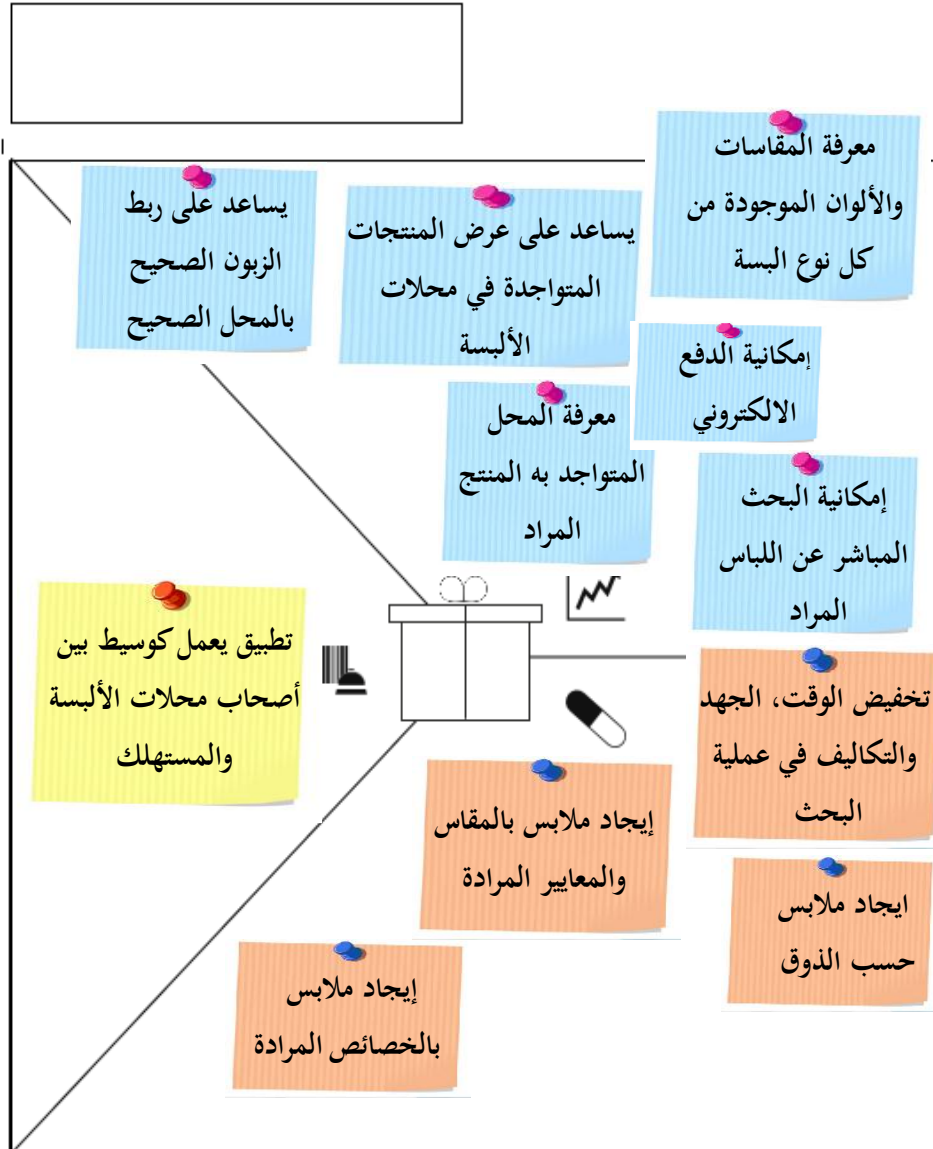 معرفة المقاسات
والألوان الموجودة من
كل نوع البسة
يساعد على عرض المنتجات
المتواجدة في محلات
الألبسة
يساعد على ربط
الزبون الصحيح
بالمحل الصحيح
إمكانية الدفع
الالكتروني
معرفة المحل
المتواجد به المنتج
المراد
إمكانية البحث
المباشر عن اللباس
المراد
تطبيق يعمل كوسيط بين
أصحاب محلات الألبسة
والمستهلك
تخفيض الوقت، الجهد
والتكاليف في عملية
البحث
إيجاد ملابس بالمقاس
والمعايير المرادة
ايجاد ملابس
حسب الذوق
إيجاد ملابس
بالخصائص المرادة